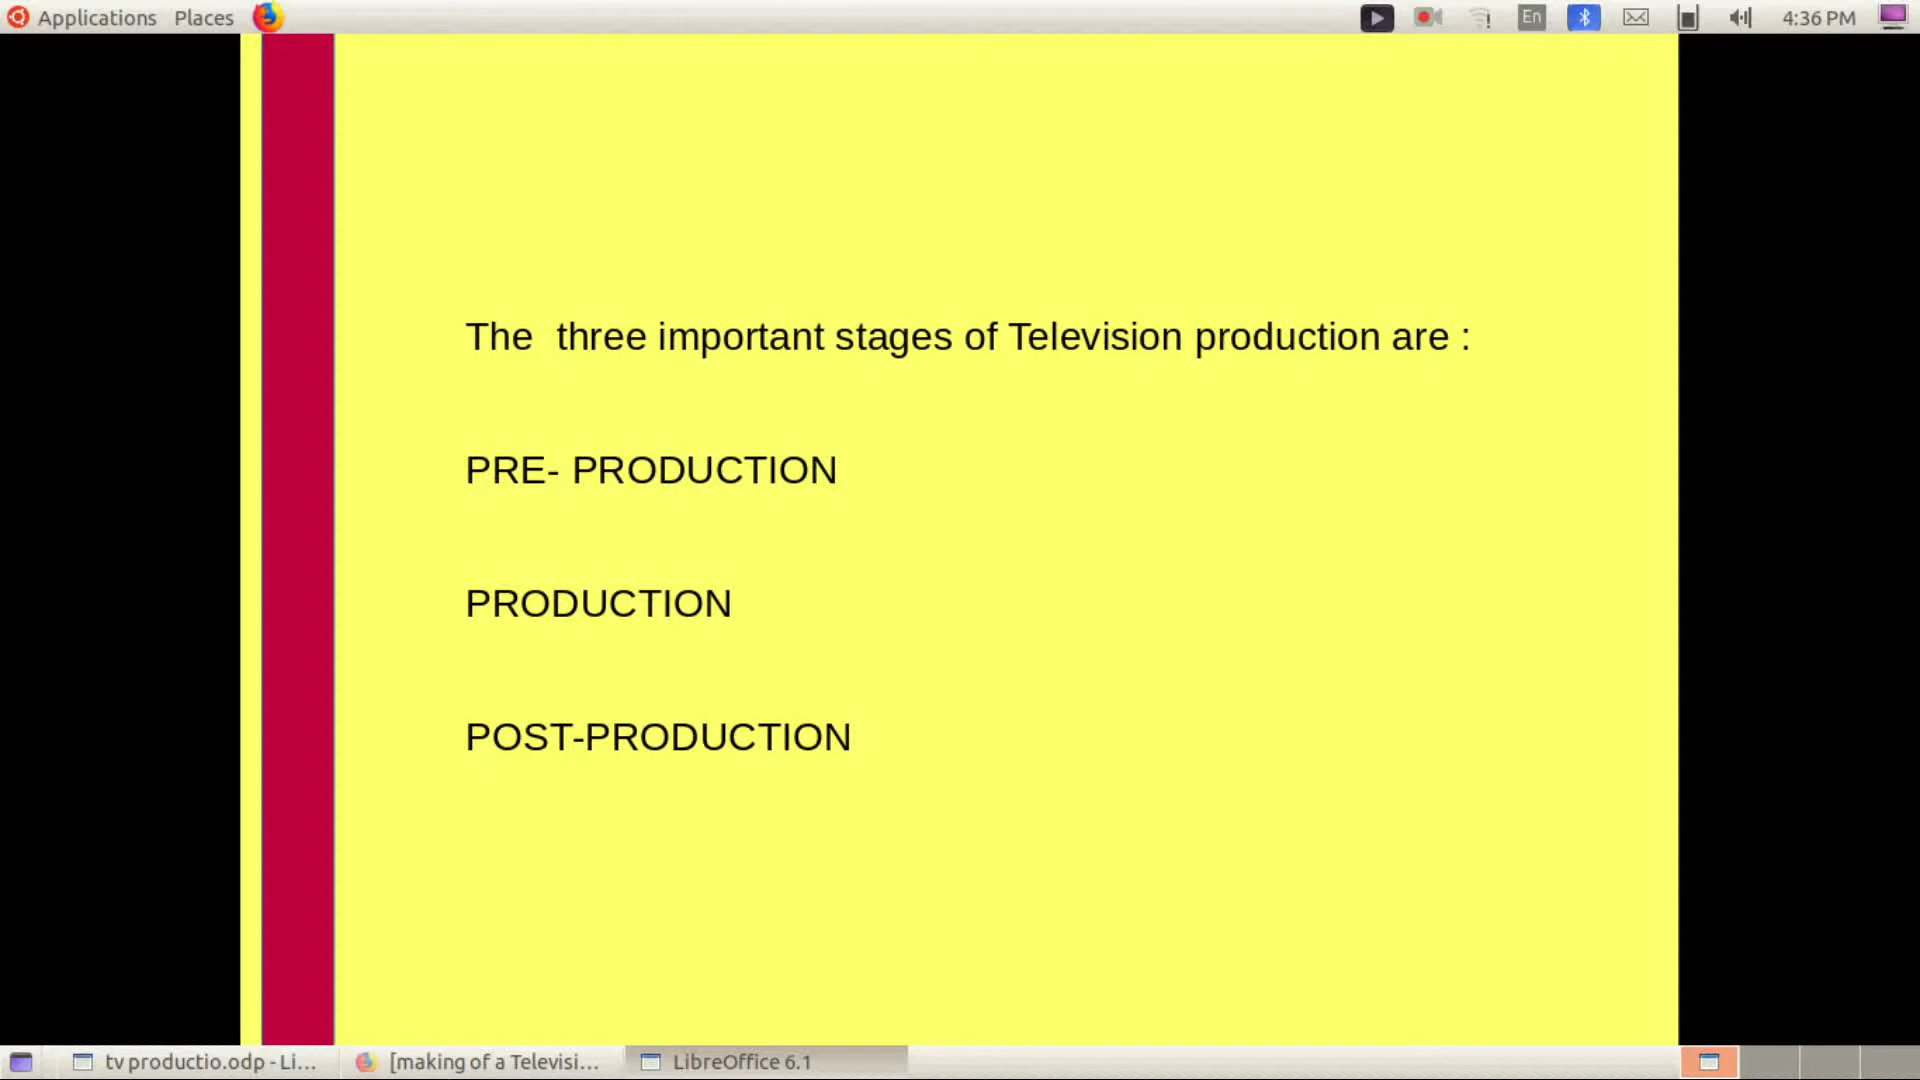 Applications Places En 4:36 PM
The  three important stages of Television production are :
PRE- PRODUCTION
PRODUCTION
POST-PRODUCTION
tv productio.odp - Li... [making of a Televisi... LibreOffice 6.1